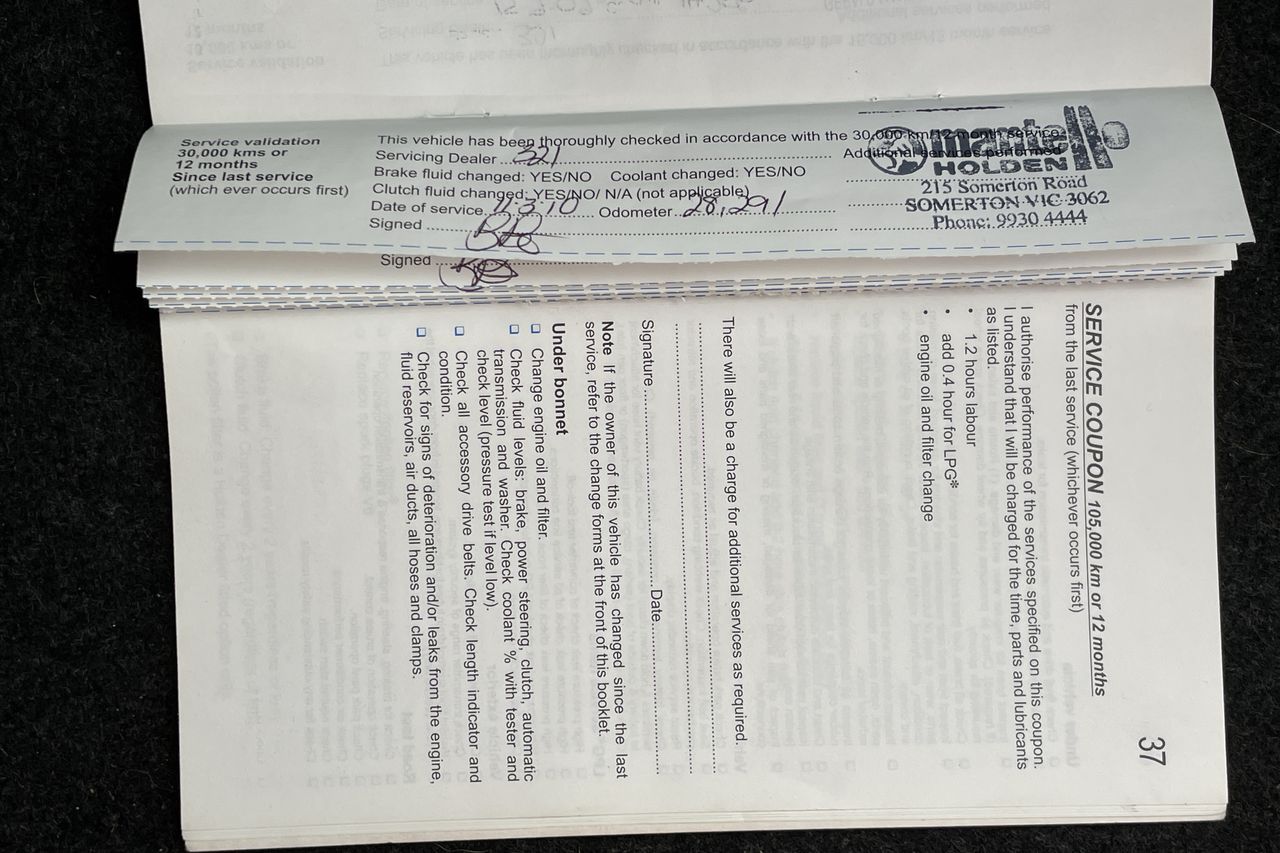 Service validation
30,000 kms or
12 months
Since last service
(which ever occurs first)
This vehicle has been thoroughly checked in accordance with the 30,000 km/12 month service
Servicing Dealer 221 Additional services performed
Brake fluid changed: YES/NO Coolant changed: YES/NO
Clutch fluid changed: YES/NO/ N/A (not applicable)
Date of service 11.3.10 Odometer 28,291
Signed
mantello
HOLDEN
215 Somerton Road
SOMERTON VIC 3062
Phone: 9930 4444
Signed
37
SERVICE COUPON 105,000 km or 12 months
from the last service (whichever occurs first)
I authorise performance of the services specified on this coupon.
I understand that I will be charged for the time, parts and lubricants
as listed.
• 1.2 hours labour
• add 0.4 hour for LPG*
• engine oil and filter change
There will also be a charge for additional services as required.
Signature Date
Note If the owner of this vehicle has changed since the last
service, refer to the change forms at the front of this booklet.
Under bonnet
Change engine oil and filter.
Check fluid levels: brake, power steering, clutch, automatic
transmission and washer. Check coolant % with tester and
check level (pressure test if level low).
Check all accessory drive belts. Check length indicator and
condition.
Check for signs of deterioration and/or leaks from the engine,
fluid reservoirs, air ducts, all hoses and clamps.